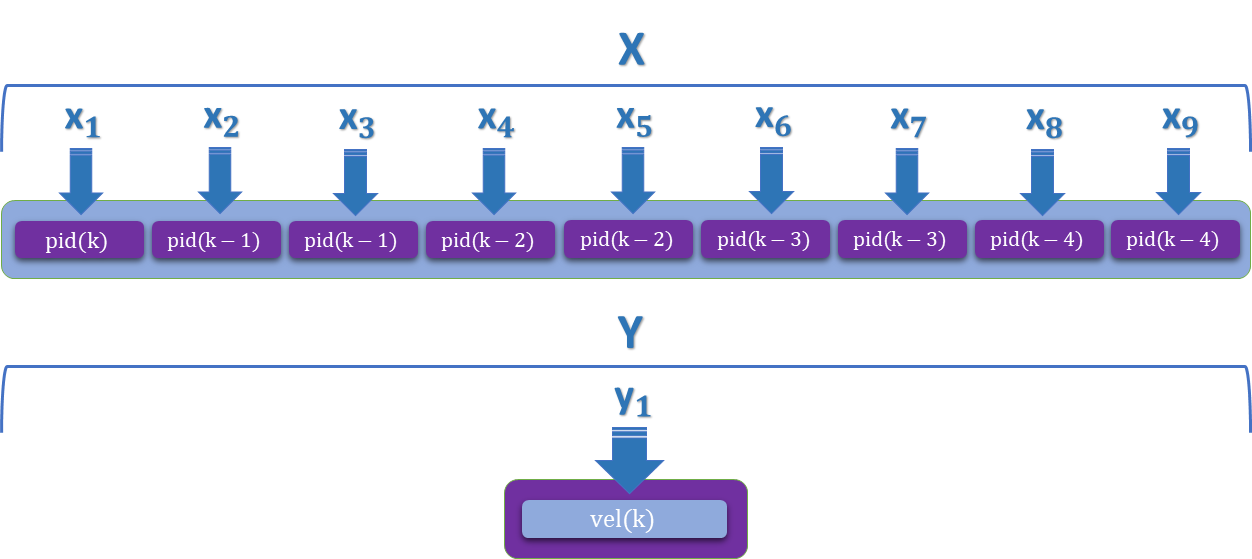 X
x₁ x₂ x₃ x₄ x₅ x₆ x₇ x₈ x₉
pid(k) pid(k − 1) pid(k − 1) pid(k − 2) pid(k − 2) pid(k − 3) pid(k − 3) pid(k − 4) pid(k − 4)
Y
y₁
vel(k)